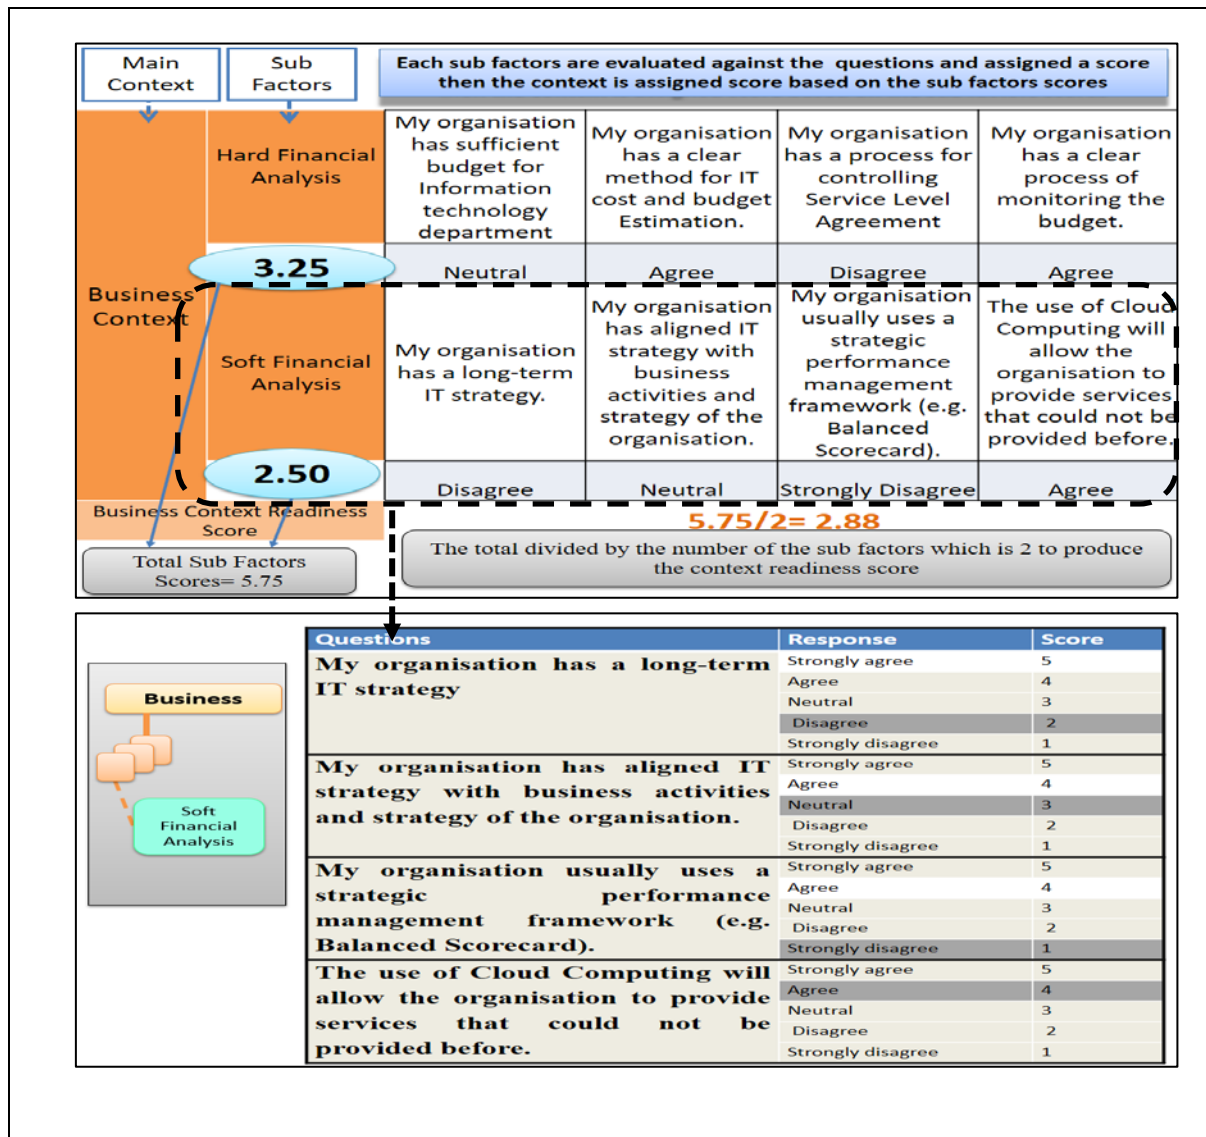 Main
Context
Sub
Factors
Each sub factors are evaluated against the questions and assigned a score
then the context is assigned score based on the sub factors scores
Business
Context
Hard Financial
Analysis
My organisation
has sufficient
budget for
Information
technology
department
My organisation
has a clear
method for IT
cost and budget
Estimation.
My organisation
has a process for
controlling
Service Level
Agreement
My organisation
has a clear
process of
monitoring the
budget.
3.25
Neutral
Agree
Disagree
Agree
Soft Financial
Analysis
My organisation
has a long-term
IT strategy.
My organisation
has aligned IT
strategy with
business
activities and
strategy of the
organisation.
My organisation
usually uses a
strategic
performance
management
framework (e.g.
Balanced
Scorecard).
The use of Cloud
Computing will
allow the
organisation to
provide services
that could not be
provided before.
2.50
Disagree
Neutral
Strongly Disagree
Agree
Business Context Readiness
Score
5.75/2= 2.88
Total Sub Factors
Scores= 5.75
The total divided by the number of the sub factors which is 2 to produce
the context readiness score
Business
Soft
Financial
Analysis
Questions Response Score
My organisation has a long-term
IT strategy
Strongly agree 5
Agree 4
Neutral 3
Disagree 2
Strongly disagree 1
My organisation has aligned IT
strategy with business activities
and strategy of the organisation.
Strongly agree 5
Agree 4
Neutral 3
Disagree 2
Strongly disagree 1
My organisation usually uses a
strategic performance
management framework (e.g.
Balanced Scorecard).
Strongly agree 5
Agree 4
Neutral 3
Disagree 2
Strongly disagree 1
The use of Cloud Computing will
allow the organisation to provide
services that could not be
provided before.
Strongly agree 5
Agree 4
Neutral 3
Disagree 2
Strongly disagree 1